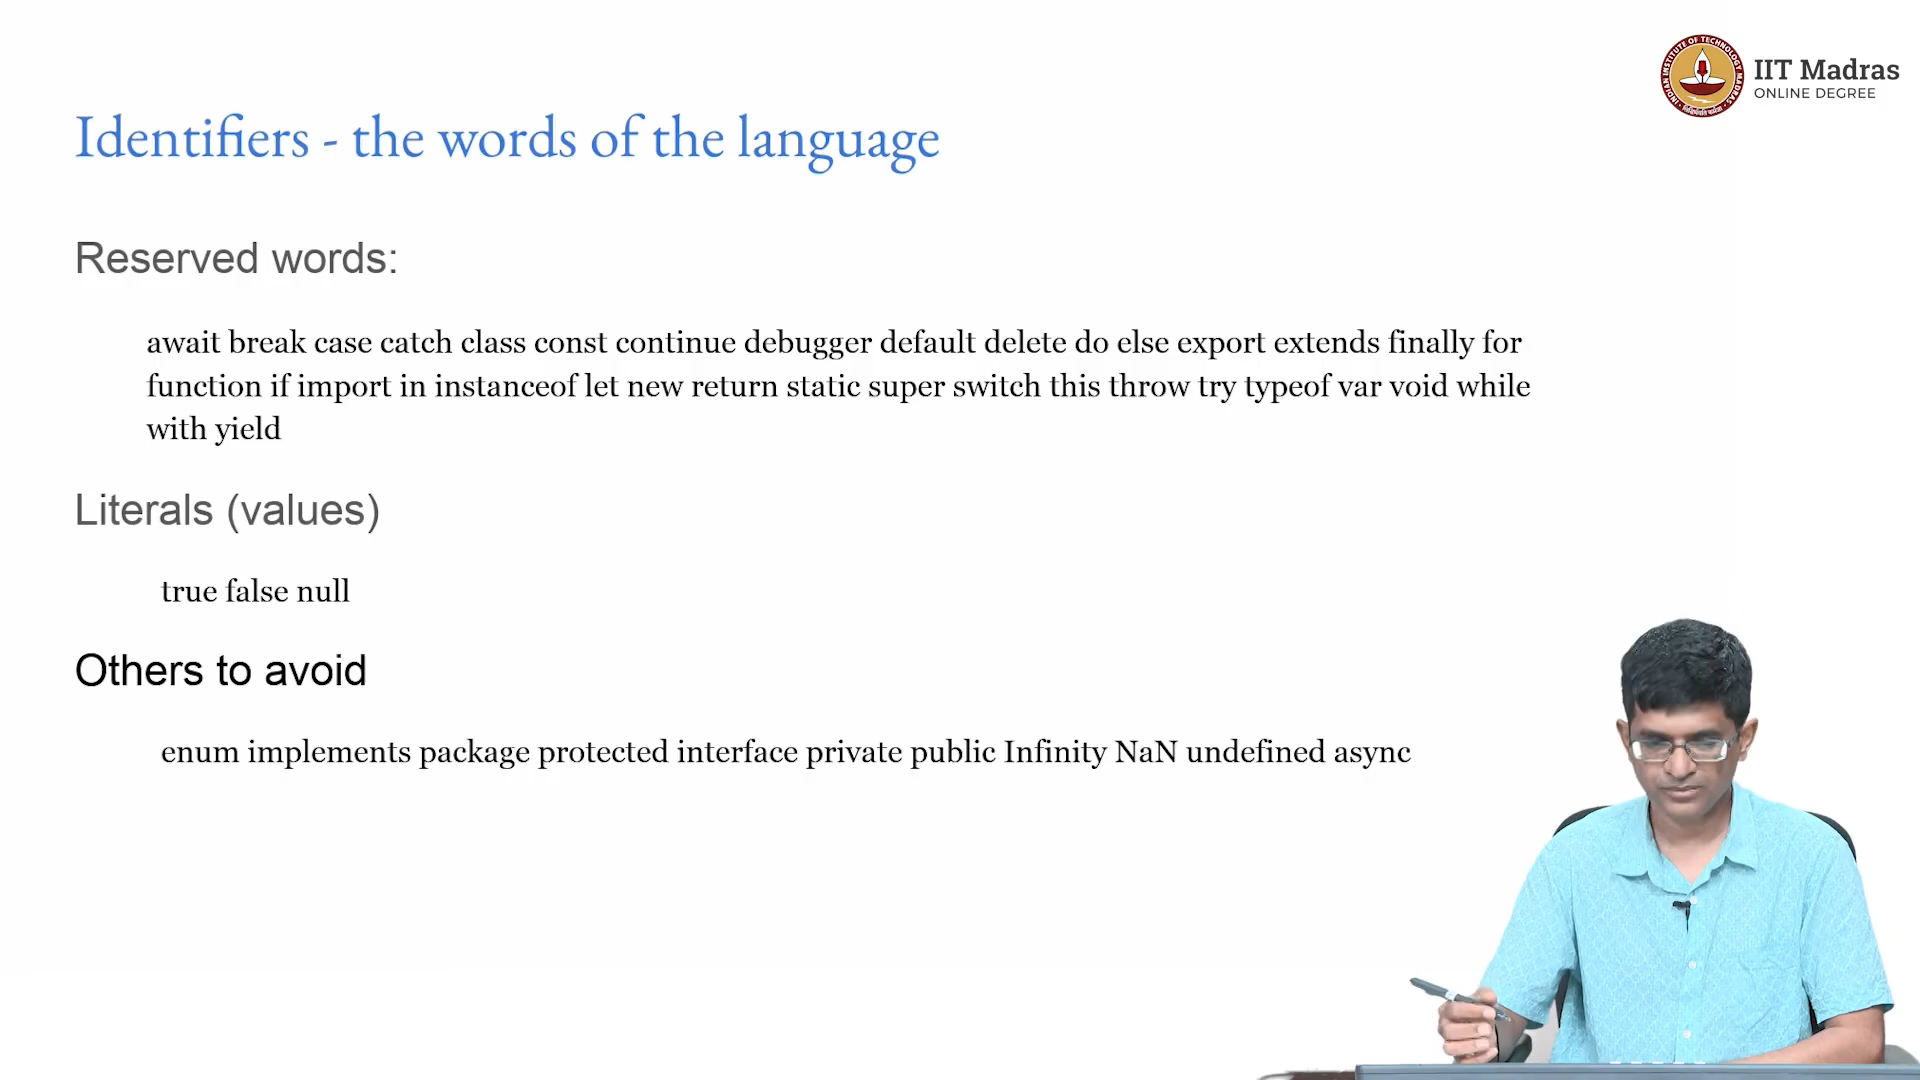 IIT Madras
ONLINE DEGREE
Identifiers - the words of the language
Reserved words:
await break case catch class const continue debugger default delete do else export extends finally for
function if import in instanceof let new return static super switch this throw try typeof var void while
with yield
Literals (values)
true false null
Others to avoid
enum implements package protected interface private public Infinity NaN undefined async